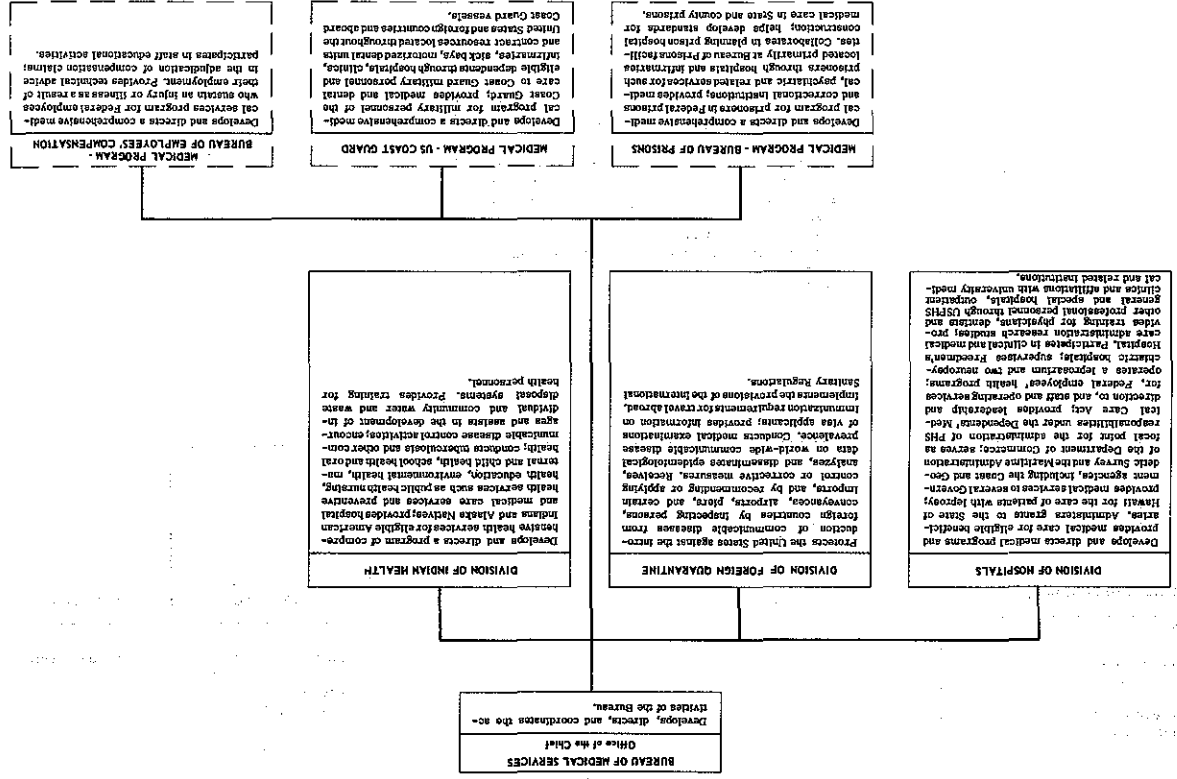 BUREAU OF MEDICAL SERVICES
Office of the Chief
Develops, directs, and coordinates the ac-
tivities of the Bureau.
DIVISION OF HOSPITALS
Develops and directs medical programs and
provides medical care for eligible benefici-
aries. Administers grants to the State of
Hawaii for the care of patients with leprosy;
provides medical services to several Govern-
ment agencies, including the Coast and Geo-
detic Survey and the Maritime Administration
of the Department of Commerce; serves as
focal point for the administration of PHS
responsibilities under the Dependents' Med-
ical Care Act; provides leadership and
direction to, and staff and operating services
for, Federal employees' health programs;
operates a leprosarium and two neuropsy-
chiatric hospitals; supervises Freedmen's
Hospital. Participates in clinical and medical
care administration research studies; pro-
vides training for physicians, dentists and
other professional personnel through USPHS
general and special hospitals, outpatient
clinics and affiliations with university medi-
cal and related institutions.
DIVISION OF FOREIGN QUARANTINE
Protects the United States against the intro-
duction of communicable diseases from
foreign countries by inspecting persons,
conveyances, airports, piers, and certain
imports, and by recommending or applying
control or corrective measures. Receives,
analyzes, and disseminates epidemiological
data on world-wide communicable disease
prevalence. Conducts medical examinations
of visa applicants; provides information on
immunization requirements for travel abroad.
Implements the provisions of the International
Sanitary Regulations.
DIVISION OF INDIAN HEALTH
Develops and directs a program of compre-
hensive health services for eligible American
Indians and Alaska Natives; provides hospital
and medical care services and preventive
health services such as public health nursing,
health education, environmental health, ma-
ternal and child health, school health and oral
health; conducts tuberculosis and other com-
municable disease control activities; encour-
ages and assists in the development of in-
dividual and community water and waste
disposal systems. Provides training for
health personnel.
MEDICAL PROGRAM - BUREAU OF PRISONS
Develops and directs a comprehensive medi-
cal program for prisoners in Federal prisons
and correctional institutions; provides medi-
cal, psychiatric and related services for such
prisoners through hospitals and infirmaries
located primarily at Bureau of Prisons facili-
ties. Collaborates in planning prison hospital
construction; helps develop standards for
medical care in State and county prisons.
MEDICAL PROGRAM - US COAST GUARD
Develops and directs a comprehensive medi-
cal program for military personnel of the
Coast Guard; provides medical and dental
care to Coast Guard military personnel and
eligible dependents through hospitals, clinics,
infirmaries, sick bays, motorized dental units
and contract resources located throughout the
United States and foreign countries and aboard
Coast Guard vessels.
MEDICAL PROGRAM -
BUREAU OF EMPLOYEES' COMPENSATION
Develops and directs a comprehensive medi-
cal services program for Federal employees
who sustain an injury or illness as a result of
their employment. Provides technical advice
in the adjudication of compensation claims;
participates in staff educational activities.